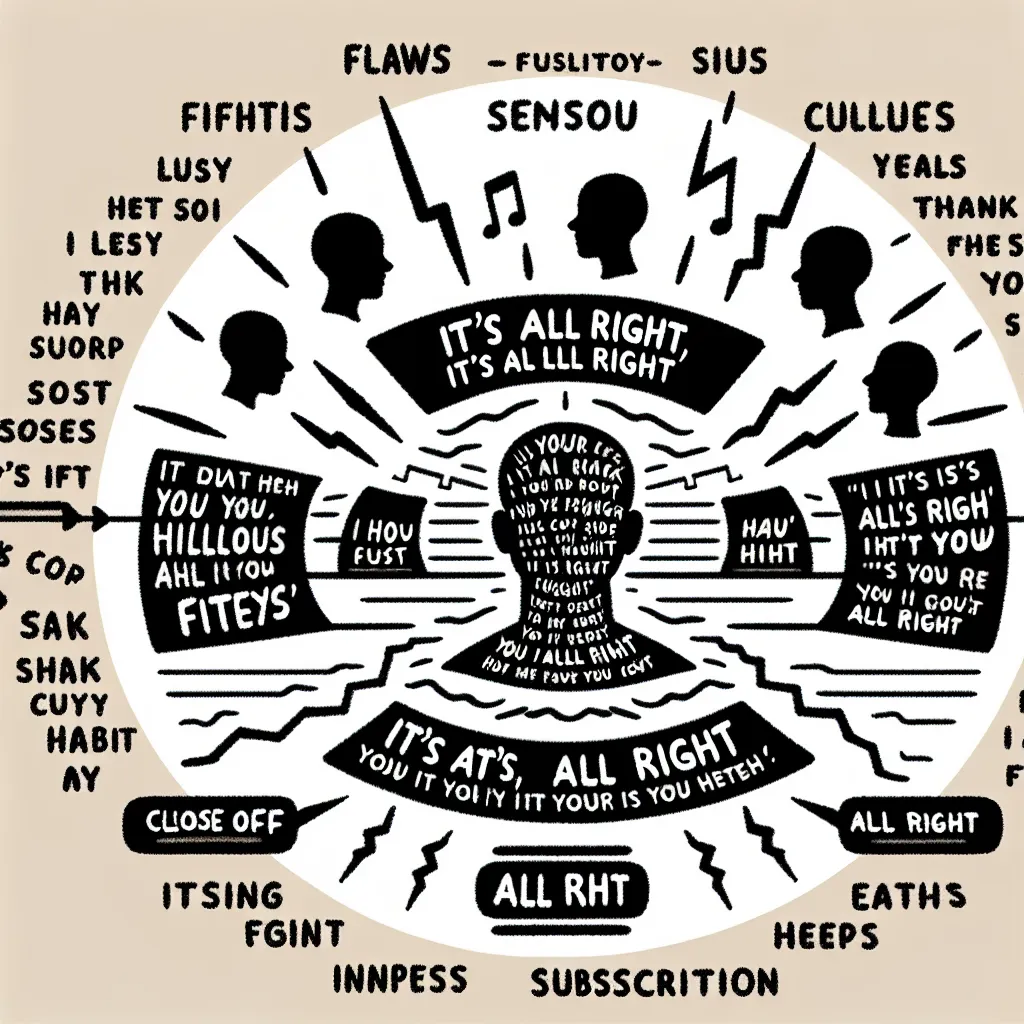 FLAWS - FUSLITOY - SIUS
FIFHTIS SENSOU CULLUES
LUSY
HET SOI
I LESY
THK
HAY
SUORP
SOST
SOSES
'S IFT
YEALS
THANK
FHE S
YO
S
IT'S ALL RIGHT,
IT'S AL LLL RIGHT
IT DUAT HEH
YOU YOU,
HILLLOUS
AHL II YOU
FITEYS'
I HOU
FUST
HAU'
HIHT
"I I IT'S IS'S
ALL'S RIGH'
IHT'T YOU
"'S YOU RE
YOU II GOU'T
ALL RIGHT
YOU I ALLL RIGHT
'S COP
SAK
SHAK
CUYY
HABIT
AY
IT'S AT'S, ALL RIGHT
YOU IT YOU IY IIT YOUR IS YOU HETEH!
CLOSE OFF
ALL RIGHT
ALL RHT
ITSING
FGINT
INNPESS
SUBSSCRITION
HEEPS
EATHS